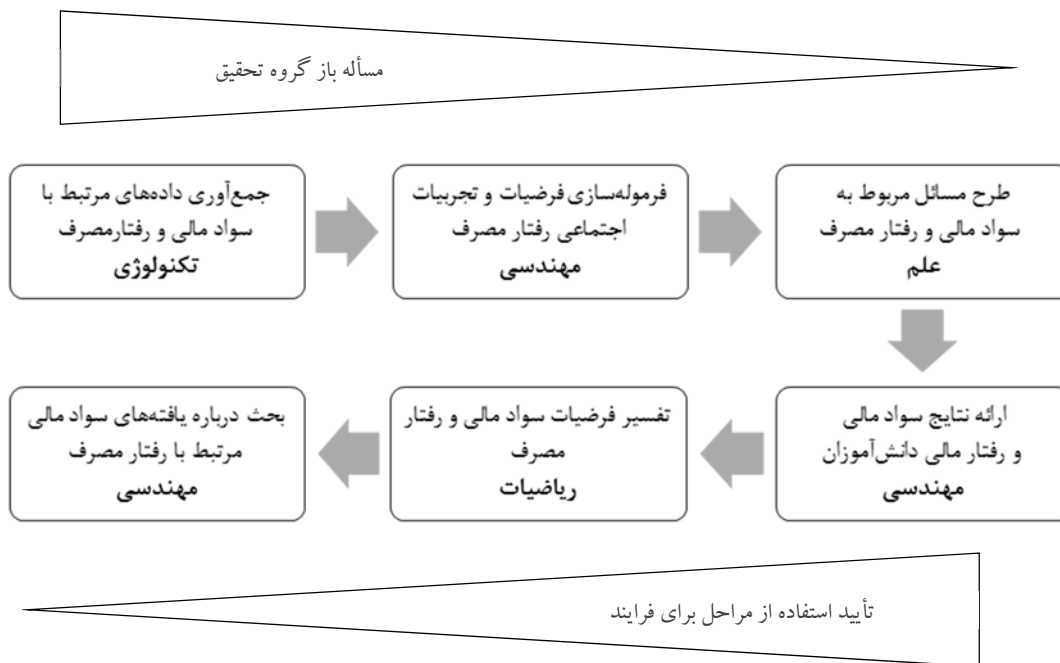 مسأله باز گروه تحقیق
جمع‌آوری داده‌های مرتبط با
سواد مالی و رفتارمصرف
تکنولوژی
فرموله‌سازی فرضیات و تجربیات
اجتماعی رفتار مصرف
مهندسی
طرح مسائل مربوط به
سواد مالی و رفتار مصرف
علم
ارائه نتایج سواد مالی
و رفتار مالی دانش‌آموزان
مهندسی
تفسیر فرضیات سواد مالی و رفتار
مصرف
ریاضیات
بحث درباره یافته‌های سواد مالی
مرتبط با رفتار مصرف
مهندسی
تأیید استفاده از مراحل برای فرایند